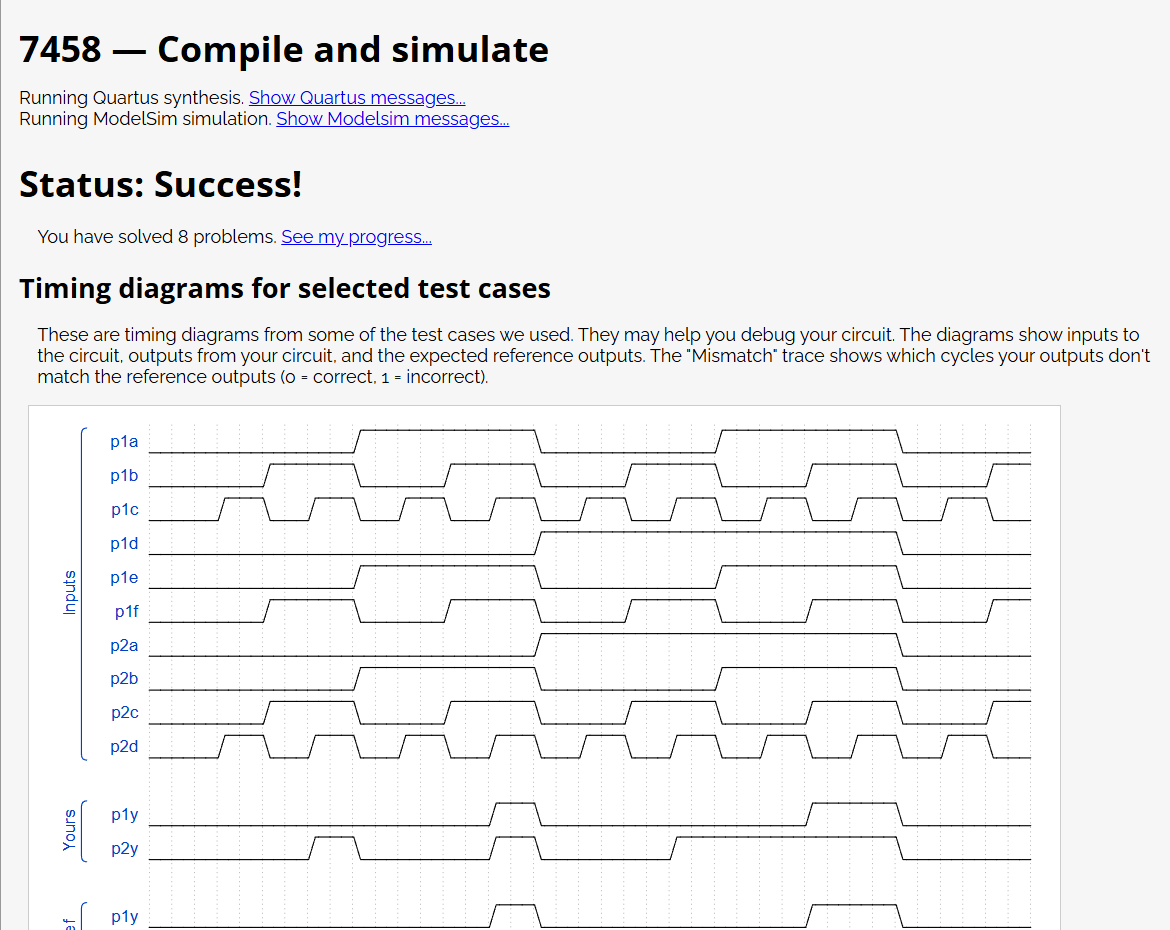 7458 — Compile and simulate
Running Quartus synthesis. Show Quartus messages...
Running ModelSim simulation. Show Modelsim messages...
Status: Success!
You have solved 8 problems. See my progress...
Timing diagrams for selected test cases
These are timing diagrams from some of the test cases we used. They may help you debug your circuit. The diagrams show inputs to
the circuit, outputs from your circuit, and the expected reference outputs. The "Mismatch" trace shows which cycles your outputs don't
match the reference outputs (0 = correct, 1 = incorrect).
Inputs
p1a
p1b
p1c
p1d
p1e
p1f
p2a
p2b
p2c
p2d
Yours
p1y
p2y
p1y